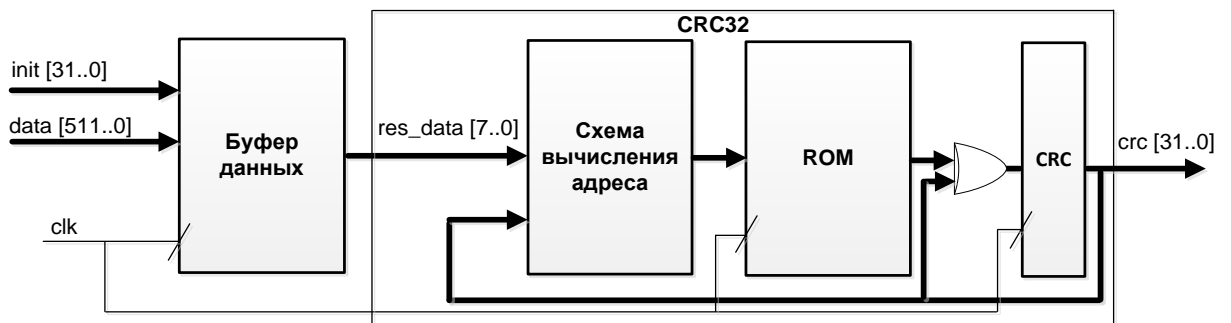 CRC32
init [31..0]
data [511..0]
Буфер
данных
res_data [7..0]
Схема
вычисления
адреса
ROM
CRC
crc [31..0]
clk